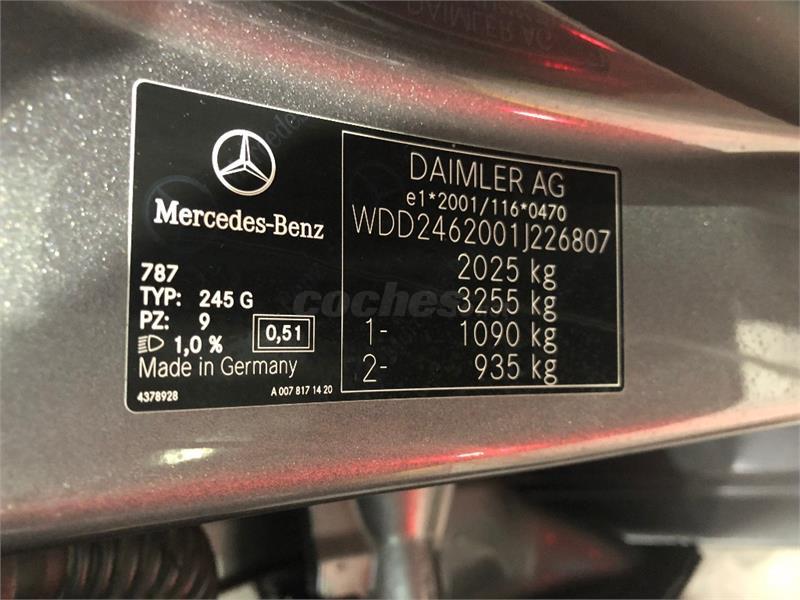 Mercedes-Benz
787
TYP: 245 G
PZ: 9
1,0 %
0,51
Made in Germany
4378928
A 007 817 14 20
DAIMLER AG
e1*2001/116*0470
WDD2462001J226807
2025 kg
3255 kg
1- 1090 kg
2- 935 kg
coches